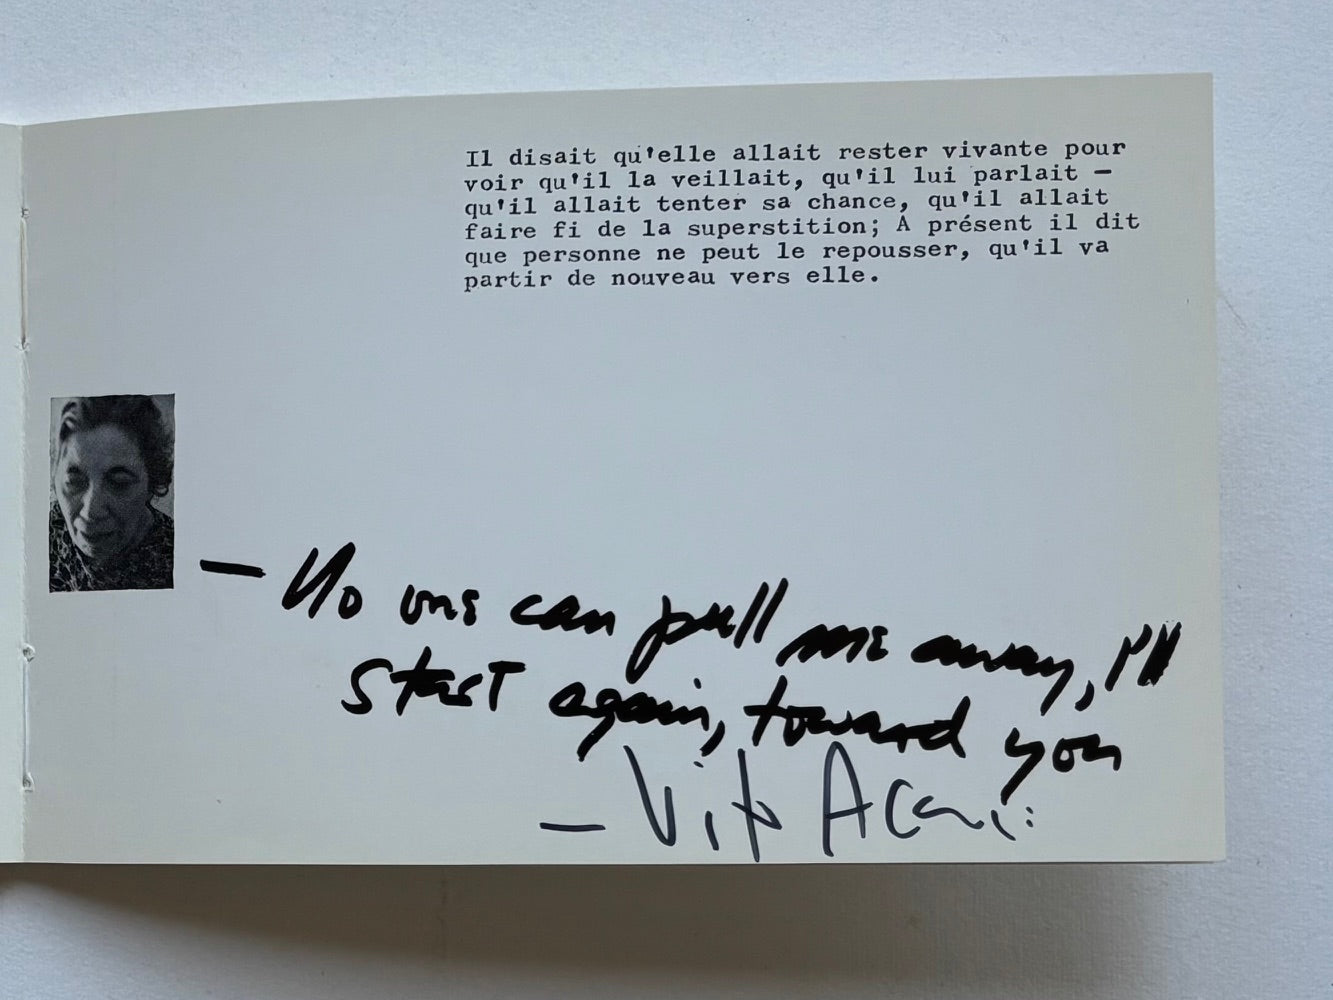 Il disait qu'elle allait rester vivante pour
voir qu'il la veillait, qu'il lui parlait —
qu'il allait tenter sa chance, qu'il allait
faire fi de la superstition; A présent il dit
que personne ne peut le repousser, qu'il va
partir de nouveau vers elle.
— No one can pull me away, I'll
start again, toward you
— Vito Acconci